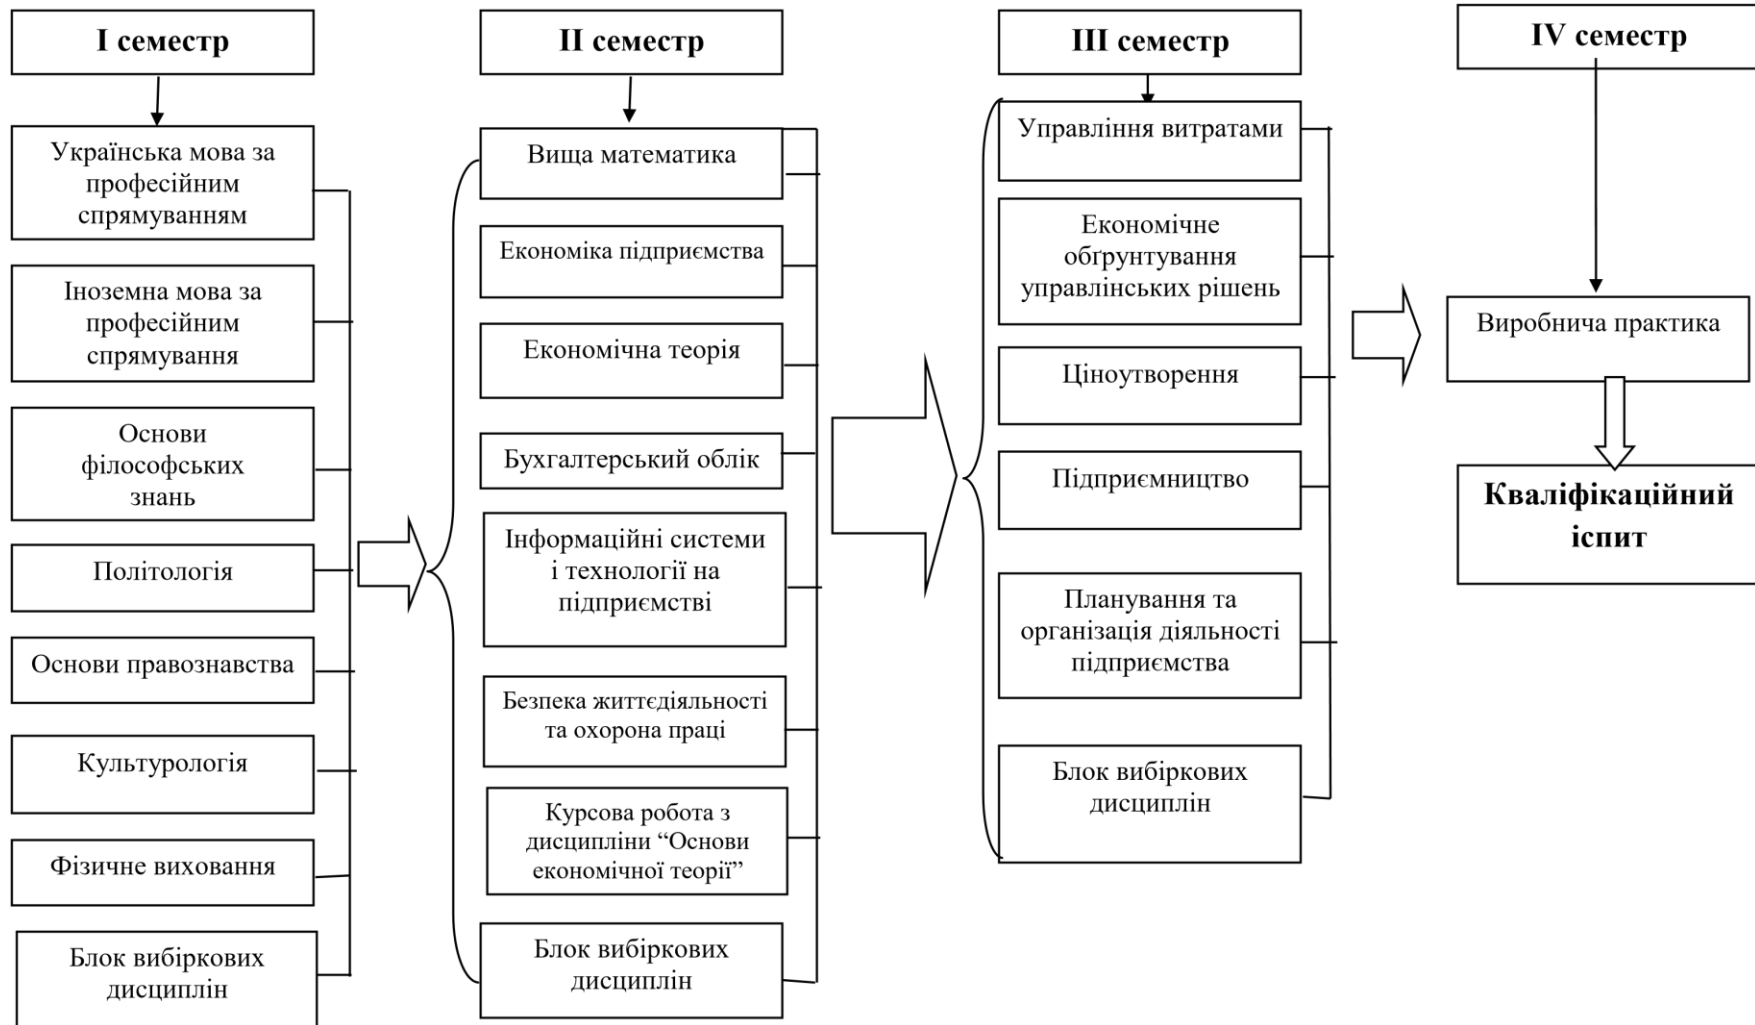 I семестр
Українська мова за
професійним
спрямуванням
Іноземна мова за
професійним
спрямування
Основи
філософських
знань
Політологія
Основи правознавства
Культурологія
Фізичне виховання
Блок вибіркових
дисциплін
II семестр
Вища математика
Економіка підприємства
Економічна теорія
Бухгалтерський облік
Інформаційні системи
і технології на
підприємстві
Безпека життєдіяльності
та охорона праці
Курсова робота з
дисципліни “Основи
економічної теорії”
Блок вибіркових
дисциплін
III семестр
Управління витратами
Економічне
обґрунтування
управлінських рішень
Ціноутворення
Підприємництво
Планування та
організація діяльності
підприємства
Блок вибіркових
дисциплін
IV семестр
Виробнича практика
Кваліфікаційний
іспит